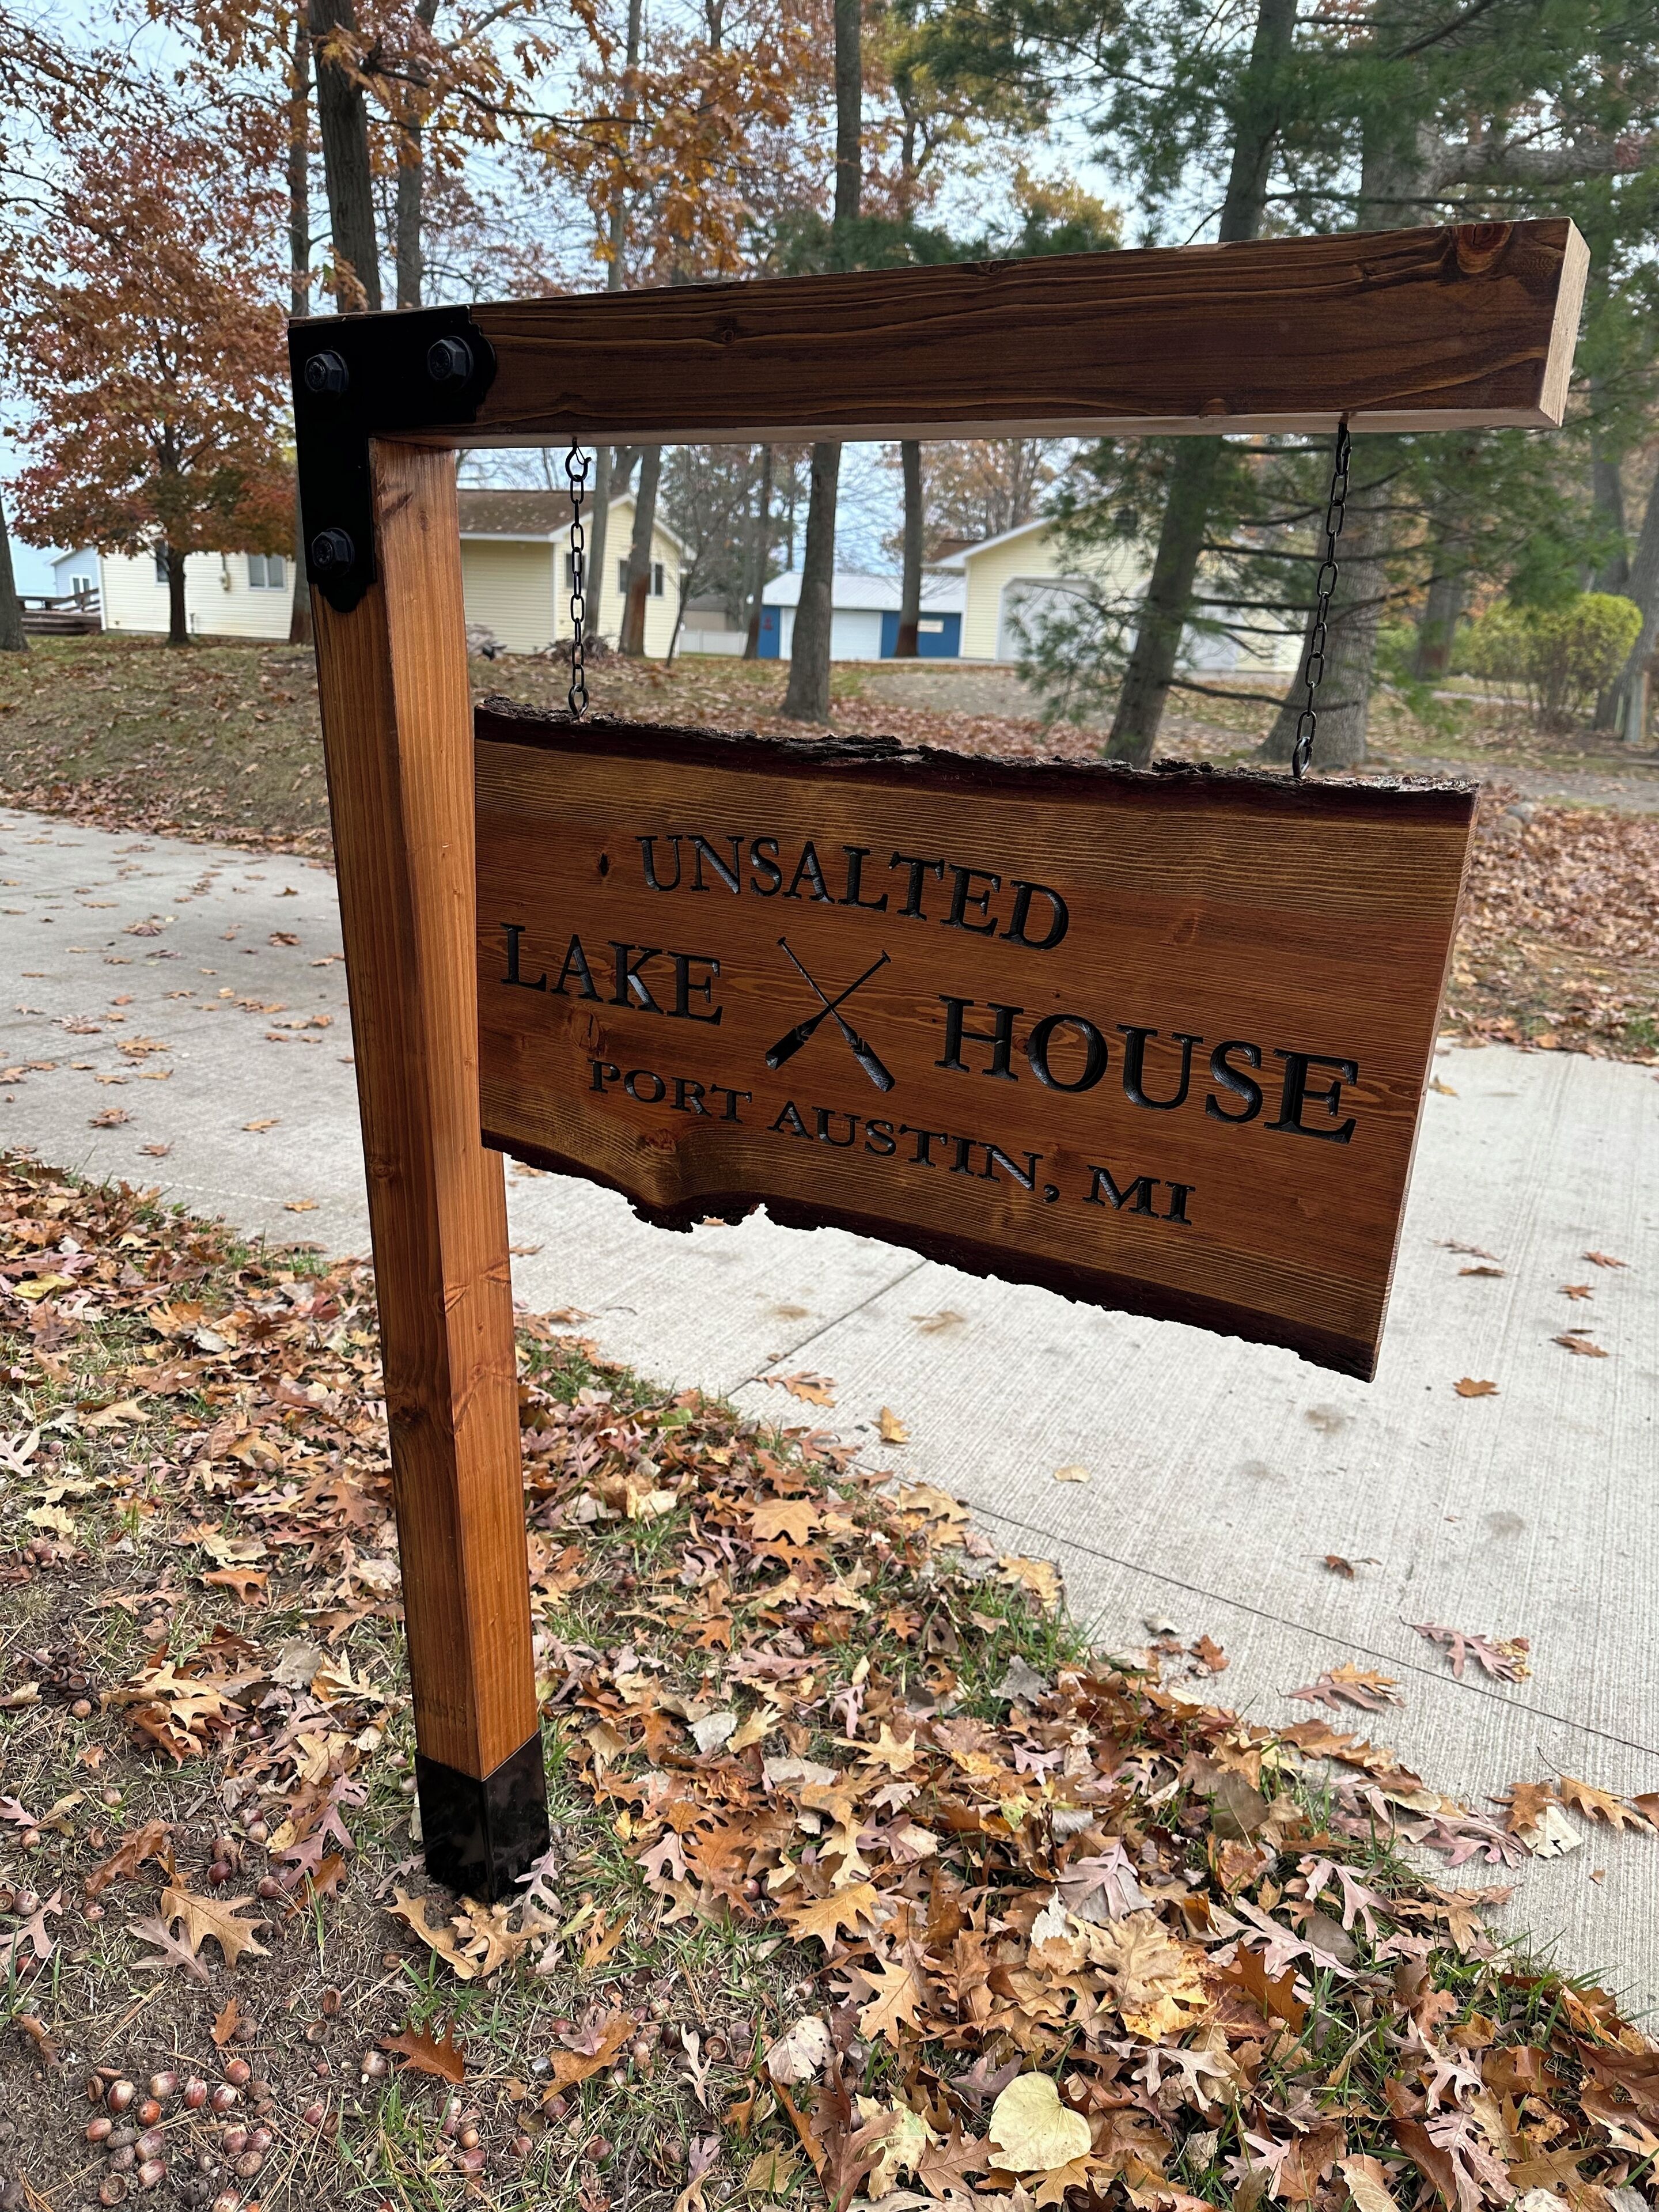 UNSALTED
LAKE HOUSE
PORT AUSTIN, MI